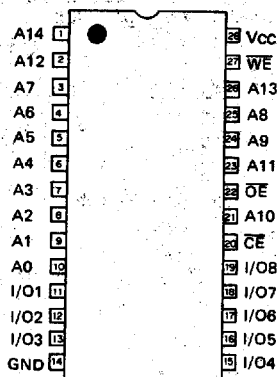 A14 1 28 Vcc
A12 2 27 WE
A7 3 26 A13
A6 4 25 A8
A5 5 24 A9
A4 6 23 A11
A3 7 22 OE
A2 8 21 A10
A1 9 20 CE
A0 10 19 I/O8
I/O1 11 18 I/O7
I/O2 12 17 I/O6
I/O3 13 16 I/O5
GND 14 15 I/O4